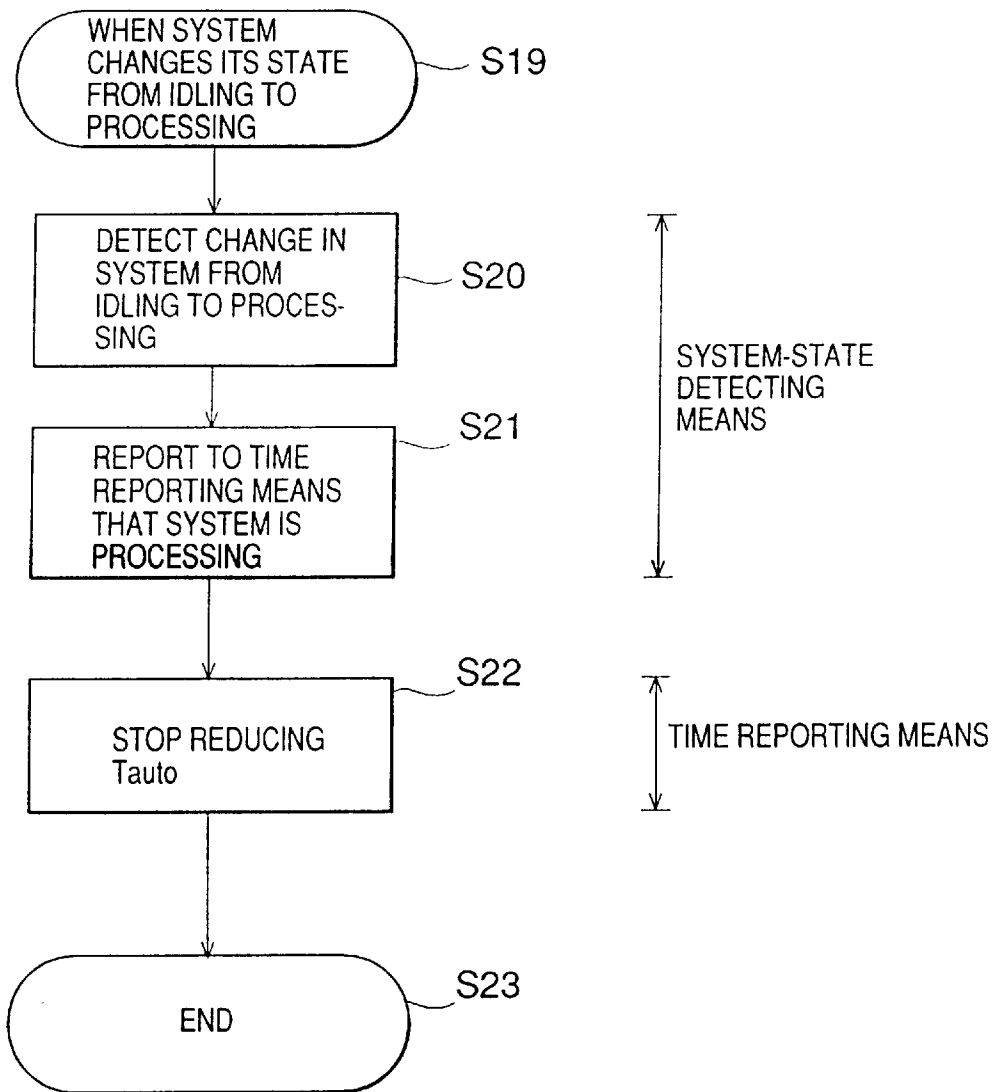 WHEN SYSTEM
CHANGES ITS STATE
FROM IDLING TO
PROCESSING
S19
DETECT CHANGE IN
SYSTEM FROM
IDLING TO PROCES-
SING
S20
SYSTEM-STATE
DETECTING
MEANS
REPORT TO TIME
REPORTING MEANS
THAT SYSTEM IS
PROCESSING
S21
STOP REDUCING
Tauto
S22
TIME REPORTING MEANS
END
S23